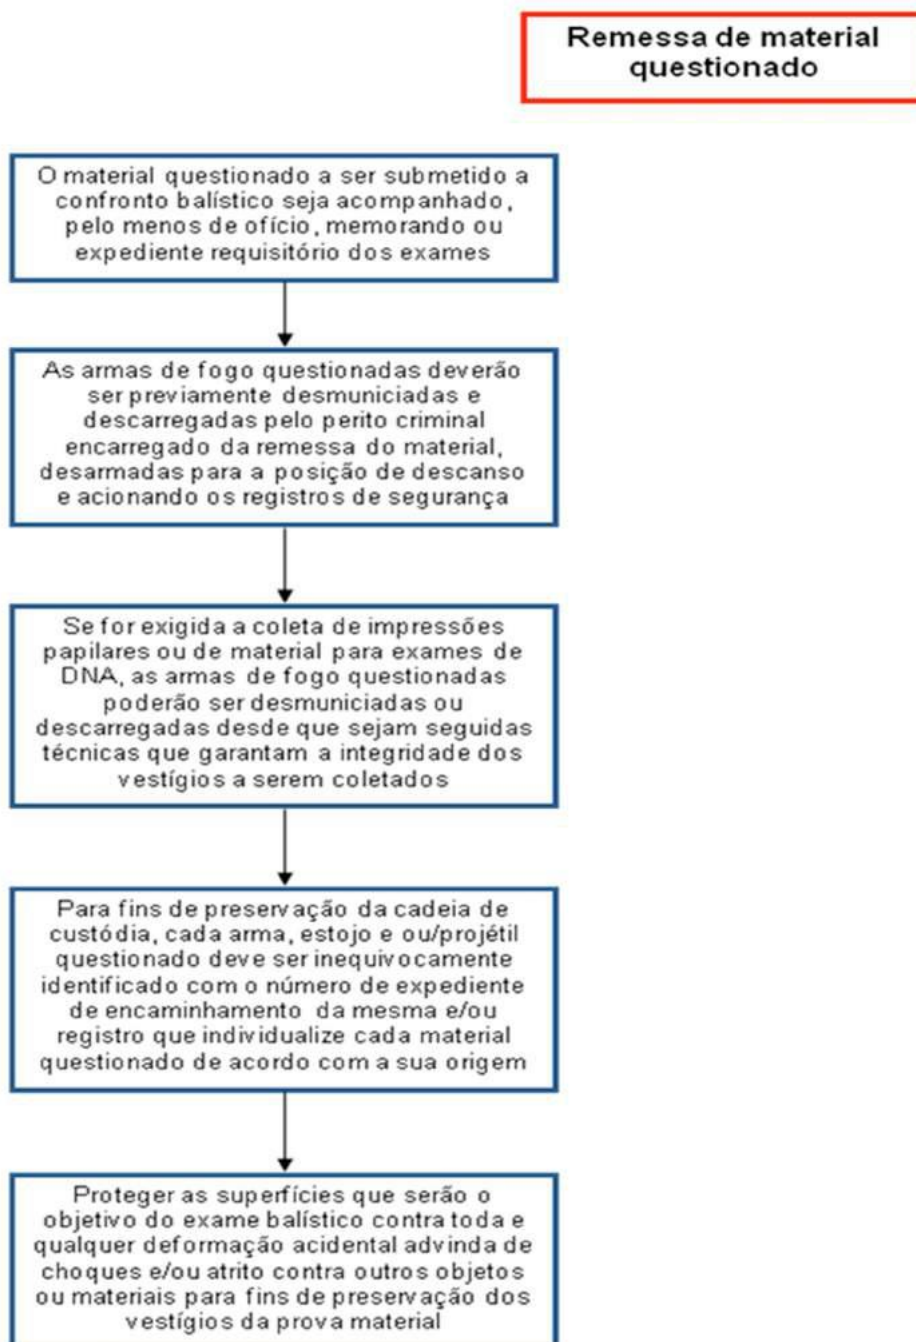 Remessa de material
questionado
O material questionado a ser submetido a
confronto balístico seja acompanhado,
pelo menos de ofício, memorando ou
expediente requisitório dos exames
As armas de fogo questionadas deverão
ser previamente desmuniciadas e
descarregadas pelo perito criminal
encarregado da remessa do material,
desarmadas para a posição de descanso
e acionando os registros de segurança
Se for exigida a coleta de impressões
papilares ou de material para exames de
DNA, as armas de fogo questionadas
poderão ser desmuniciadas ou
descarregadas desde que sejam seguidas
técnicas que garantam a integridade dos
vestígios a serem coletados
Para fins de preservação da cadeia de
custódia, cada arma, estojo e ou/projétil
questionado deve ser inequivocamente
identificado com o número de expediente
de encaminhamento da mesma e/ou
registro que individualize cada material
questionado de acordo com a sua origem
Proteger as superfícies que serão o
objetivo do exame balístico contra toda e
qualquer deformação acidental advinda de
choques e/ou atrito contra outros objetos
ou materiais para fins de preservação dos
vestígios da prova material